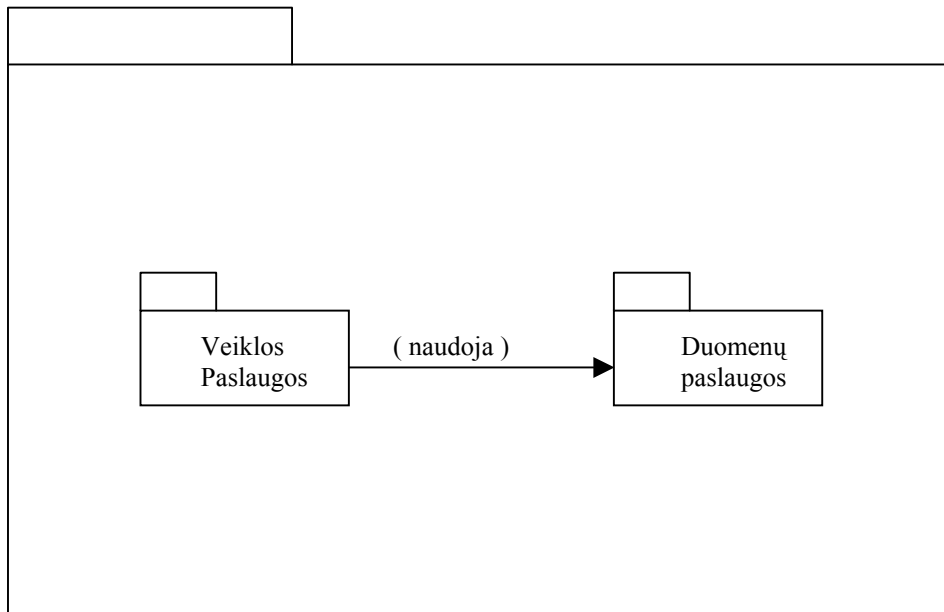 Veiklos
Paslaugos
( naudoja )
Duomenų
paslaugos